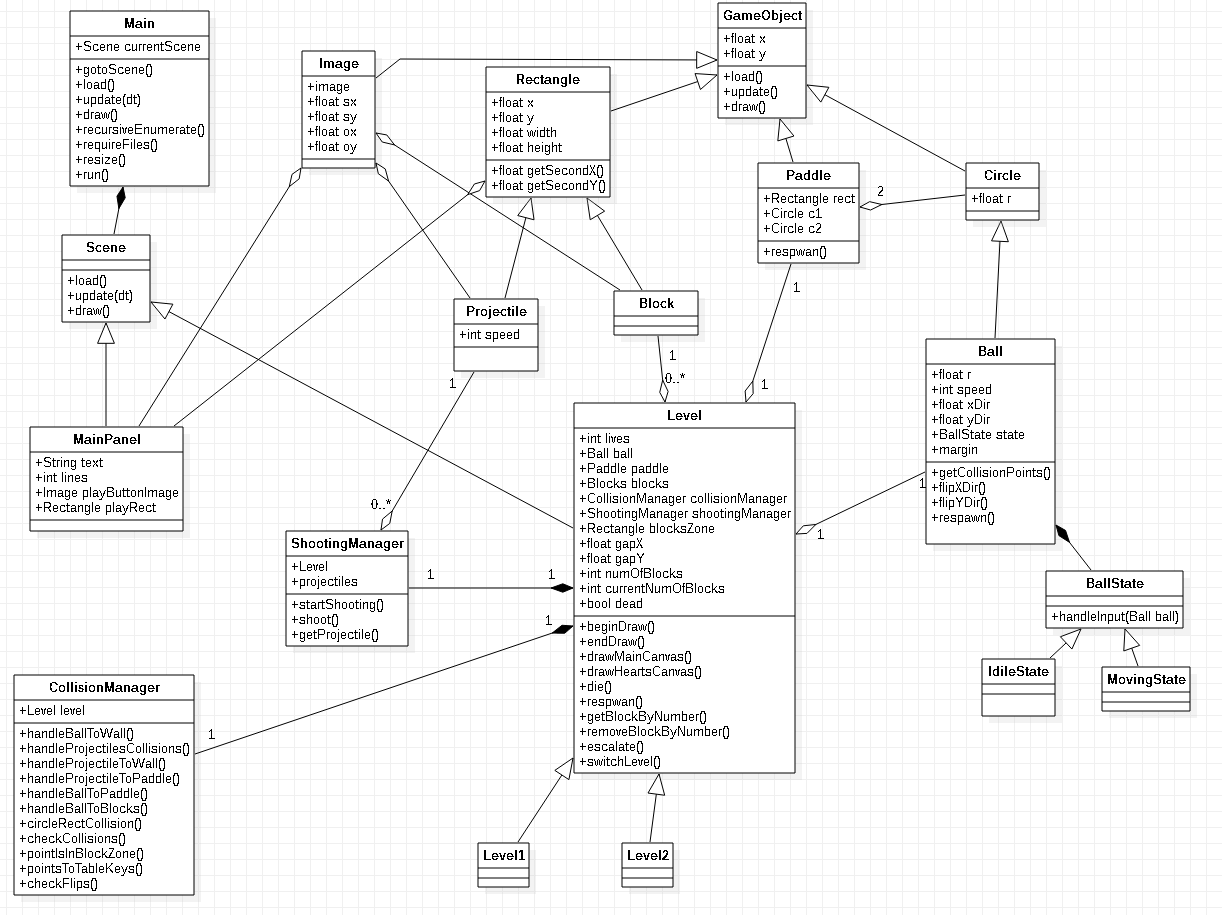 Main
+Scene currentScene
+gotoScene()
+load()
+update(dt)
+draw()
+recursiveEnumerate()
+requireFiles()
+resize()
+run()
Image
+image
+float sx
+float sy
+float ox
+float oy
Rectangle
+float x
+float y
+float width
+float height
+float getSecondX()
+float getSecondY()
GameObject
+float x
+float y
+load()
+update()
+draw()
Paddle
+Rectangle rect
+Circle c1
+Circle c2
+respwan()
2
Circle
+float r
Scene
+load()
+update(dt)
+draw()
Projectile
+int speed
Block
1
1
1
0..*
1
Ball
+float r
+int speed
+float xDir
+float yDir
+BallState state
+margin
+getCollisionPoints()
+flipXDir()
+flipYDir()
+respawn()
MainPanel
+String text
+int lines
+Image playButtonImage
+Rectangle playRect
Level
+int lives
+Ball ball
+Paddle paddle
+Blocks blocks
+CollisionManager collisionManager
+ShootingManager shootingManager
+Rectangle blocksZone
+float gapX
+float gapY
+int numOfBlocks
+int currentNumOfBlocks
+bool dead
+beginDraw()
+endDraw()
+drawMainCanvas()
+drawHeartsCanvas()
+die()
+respwan()
+getBlockByNumber()
+removeBlockByNumber()
+escalate()
+switchLevel()
1
1
0..*
ShootingManager
+Level
+projectiles
+startShooting()
+shoot()
+getProjectile()
1
1
1
1
BallState
+handleInput(Ball ball)
IdileState
MovingState
CollisionManager
+Level level
+handleBallToWall()
+handleProjectilesCollisions()
+handleProjectileToWall()
+handleProjectileToPaddle()
+handleBallToPaddle()
+handleBallToBlocks()
+circleRectCollision()
+checkCollisions()
+pointIsInBlockZone()
+pointsToTableKeys()
+checkFlips()
Level1
Level2